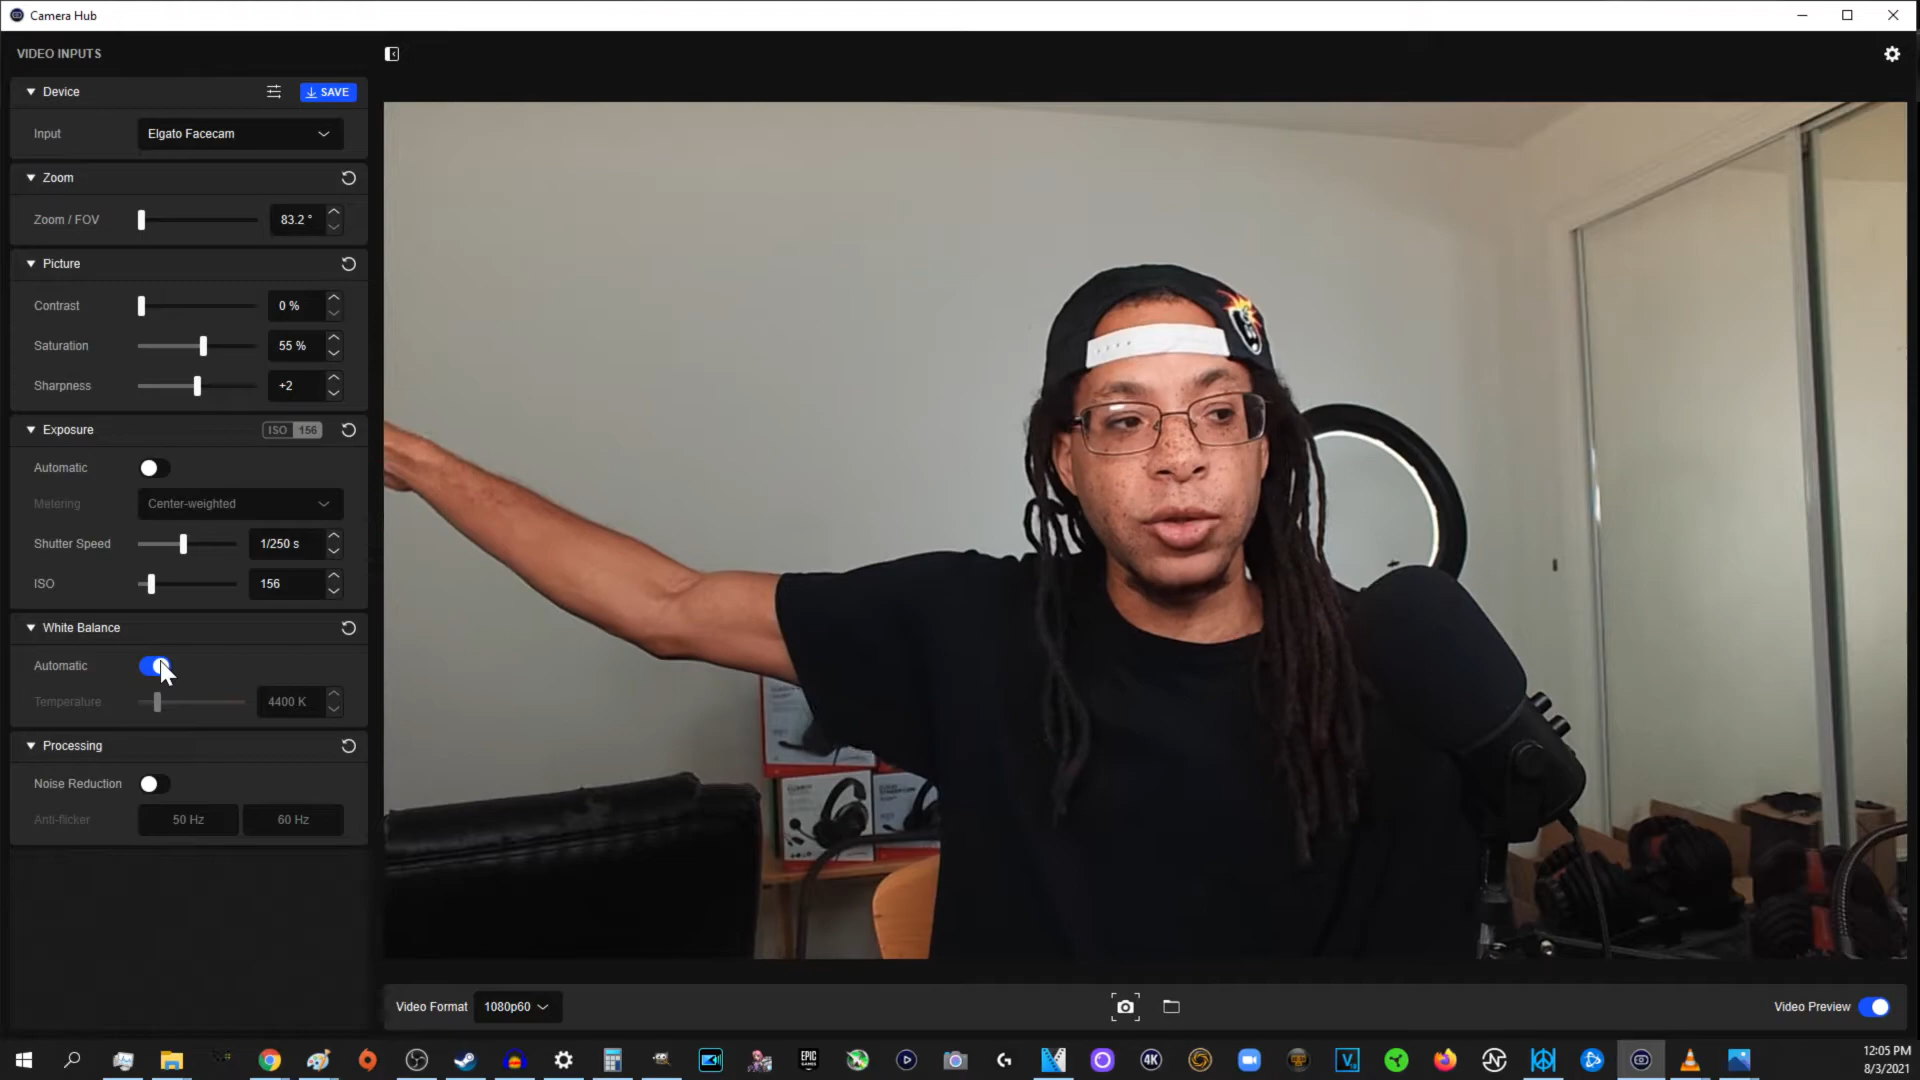 Camera Hub
VIDEO INPUTS
Device
SAVE
Input
Elgato Facecam
Zoom
Zoom / FOV
83.2 °
Picture
Contrast
0 %
Saturation
55 %
Sharpness
+2
Exposure
ISO 156
Automatic
Metering
Center-weighted
Shutter Speed
1/250 s
ISO
156
White Balance
Automatic
Temperature
4400 K
Processing
Noise Reduction
Anti-flicker
50 Hz
60 Hz
Video Format
1080p60
Video Preview
EPIC
GAMES
4K
12:05 PM
8/3/2021